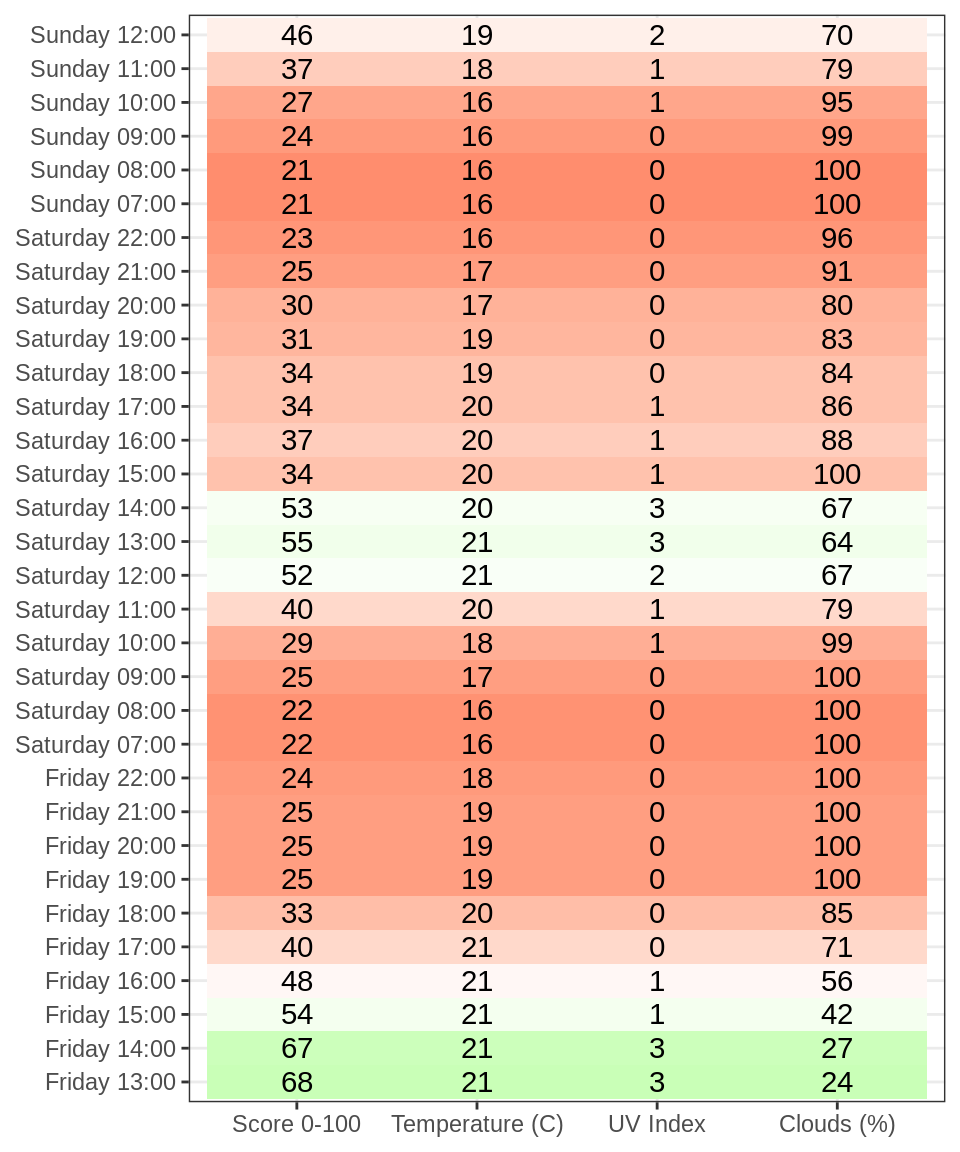 Sunday 12:00 46 19 2 70
Sunday 11:00 37 18 1 79
Sunday 10:00 27 16 1 95
Sunday 09:00 24 16 0 99
Sunday 08:00 21 16 0 100
Sunday 07:00 21 16 0 100
Saturday 22:00 23 16 0 96
Saturday 21:00 25 17 0 91
Saturday 20:00 30 17 0 80
Saturday 19:00 31 19 0 83
Saturday 18:00 34 19 0 84
Saturday 17:00 34 20 1 86
Saturday 16:00 37 20 1 88
Saturday 15:00 34 20 1 100
Saturday 14:00 53 20 3 67
Saturday 13:00 55 21 3 64
Saturday 12:00 52 21 2 67
Saturday 11:00 40 20 1 79
Saturday 10:00 29 18 1 99
Saturday 09:00 25 17 0 100
Saturday 08:00 22 16 0 100
Saturday 07:00 22 16 0 100
Friday 22:00 24 18 0 100
Friday 21:00 25 19 0 100
Friday 20:00 25 19 0 100
Friday 19:00 25 19 0 100
Friday 18:00 33 20 0 85
Friday 17:00 40 21 0 71
Friday 16:00 48 21 1 56
Friday 15:00 54 21 1 42
Friday 14:00 67 21 3 27
Friday 13:00 68 21 3 24
Score 0-100 Temperature (C) UV Index Clouds (%)